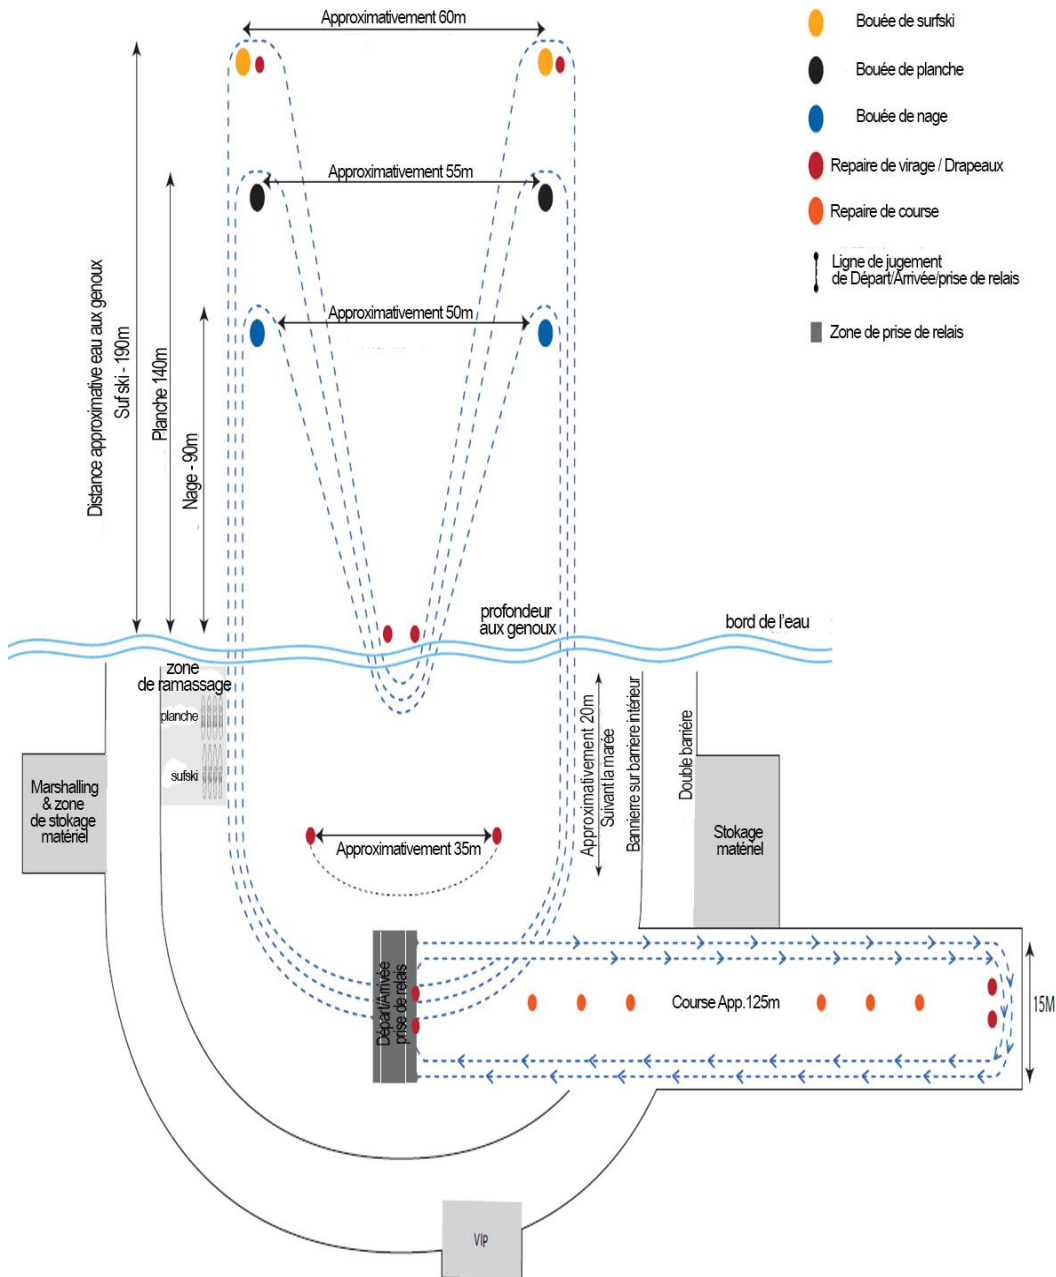 Approximativement 60m
Bouée de surfski
Bouée de planche
Bouée de nage
Repaire de virage / Drapeaux
Repaire de course
Ligne de jugement
de Départ/Arrivée/prise de relais
Zone de prise de relais
Approximativement 55m
Approximativement 50m
Distance approximative eau aux genoux
Suf ski - 190m
Planche 140m
Nage - 90m
profondeur
aux genoux
bord de l'eau
zone
de ramassage
planche
sufski
Marshalling
& zone
de stokage
matériel
Approximativement 35m
Approximativement 20m
Suivant la marée
Bannierre sur barriere intérieur
Double barrière
Stokage
matériel
Départ/Arrivée
prise de relais
Course App.125m
15M
VIP